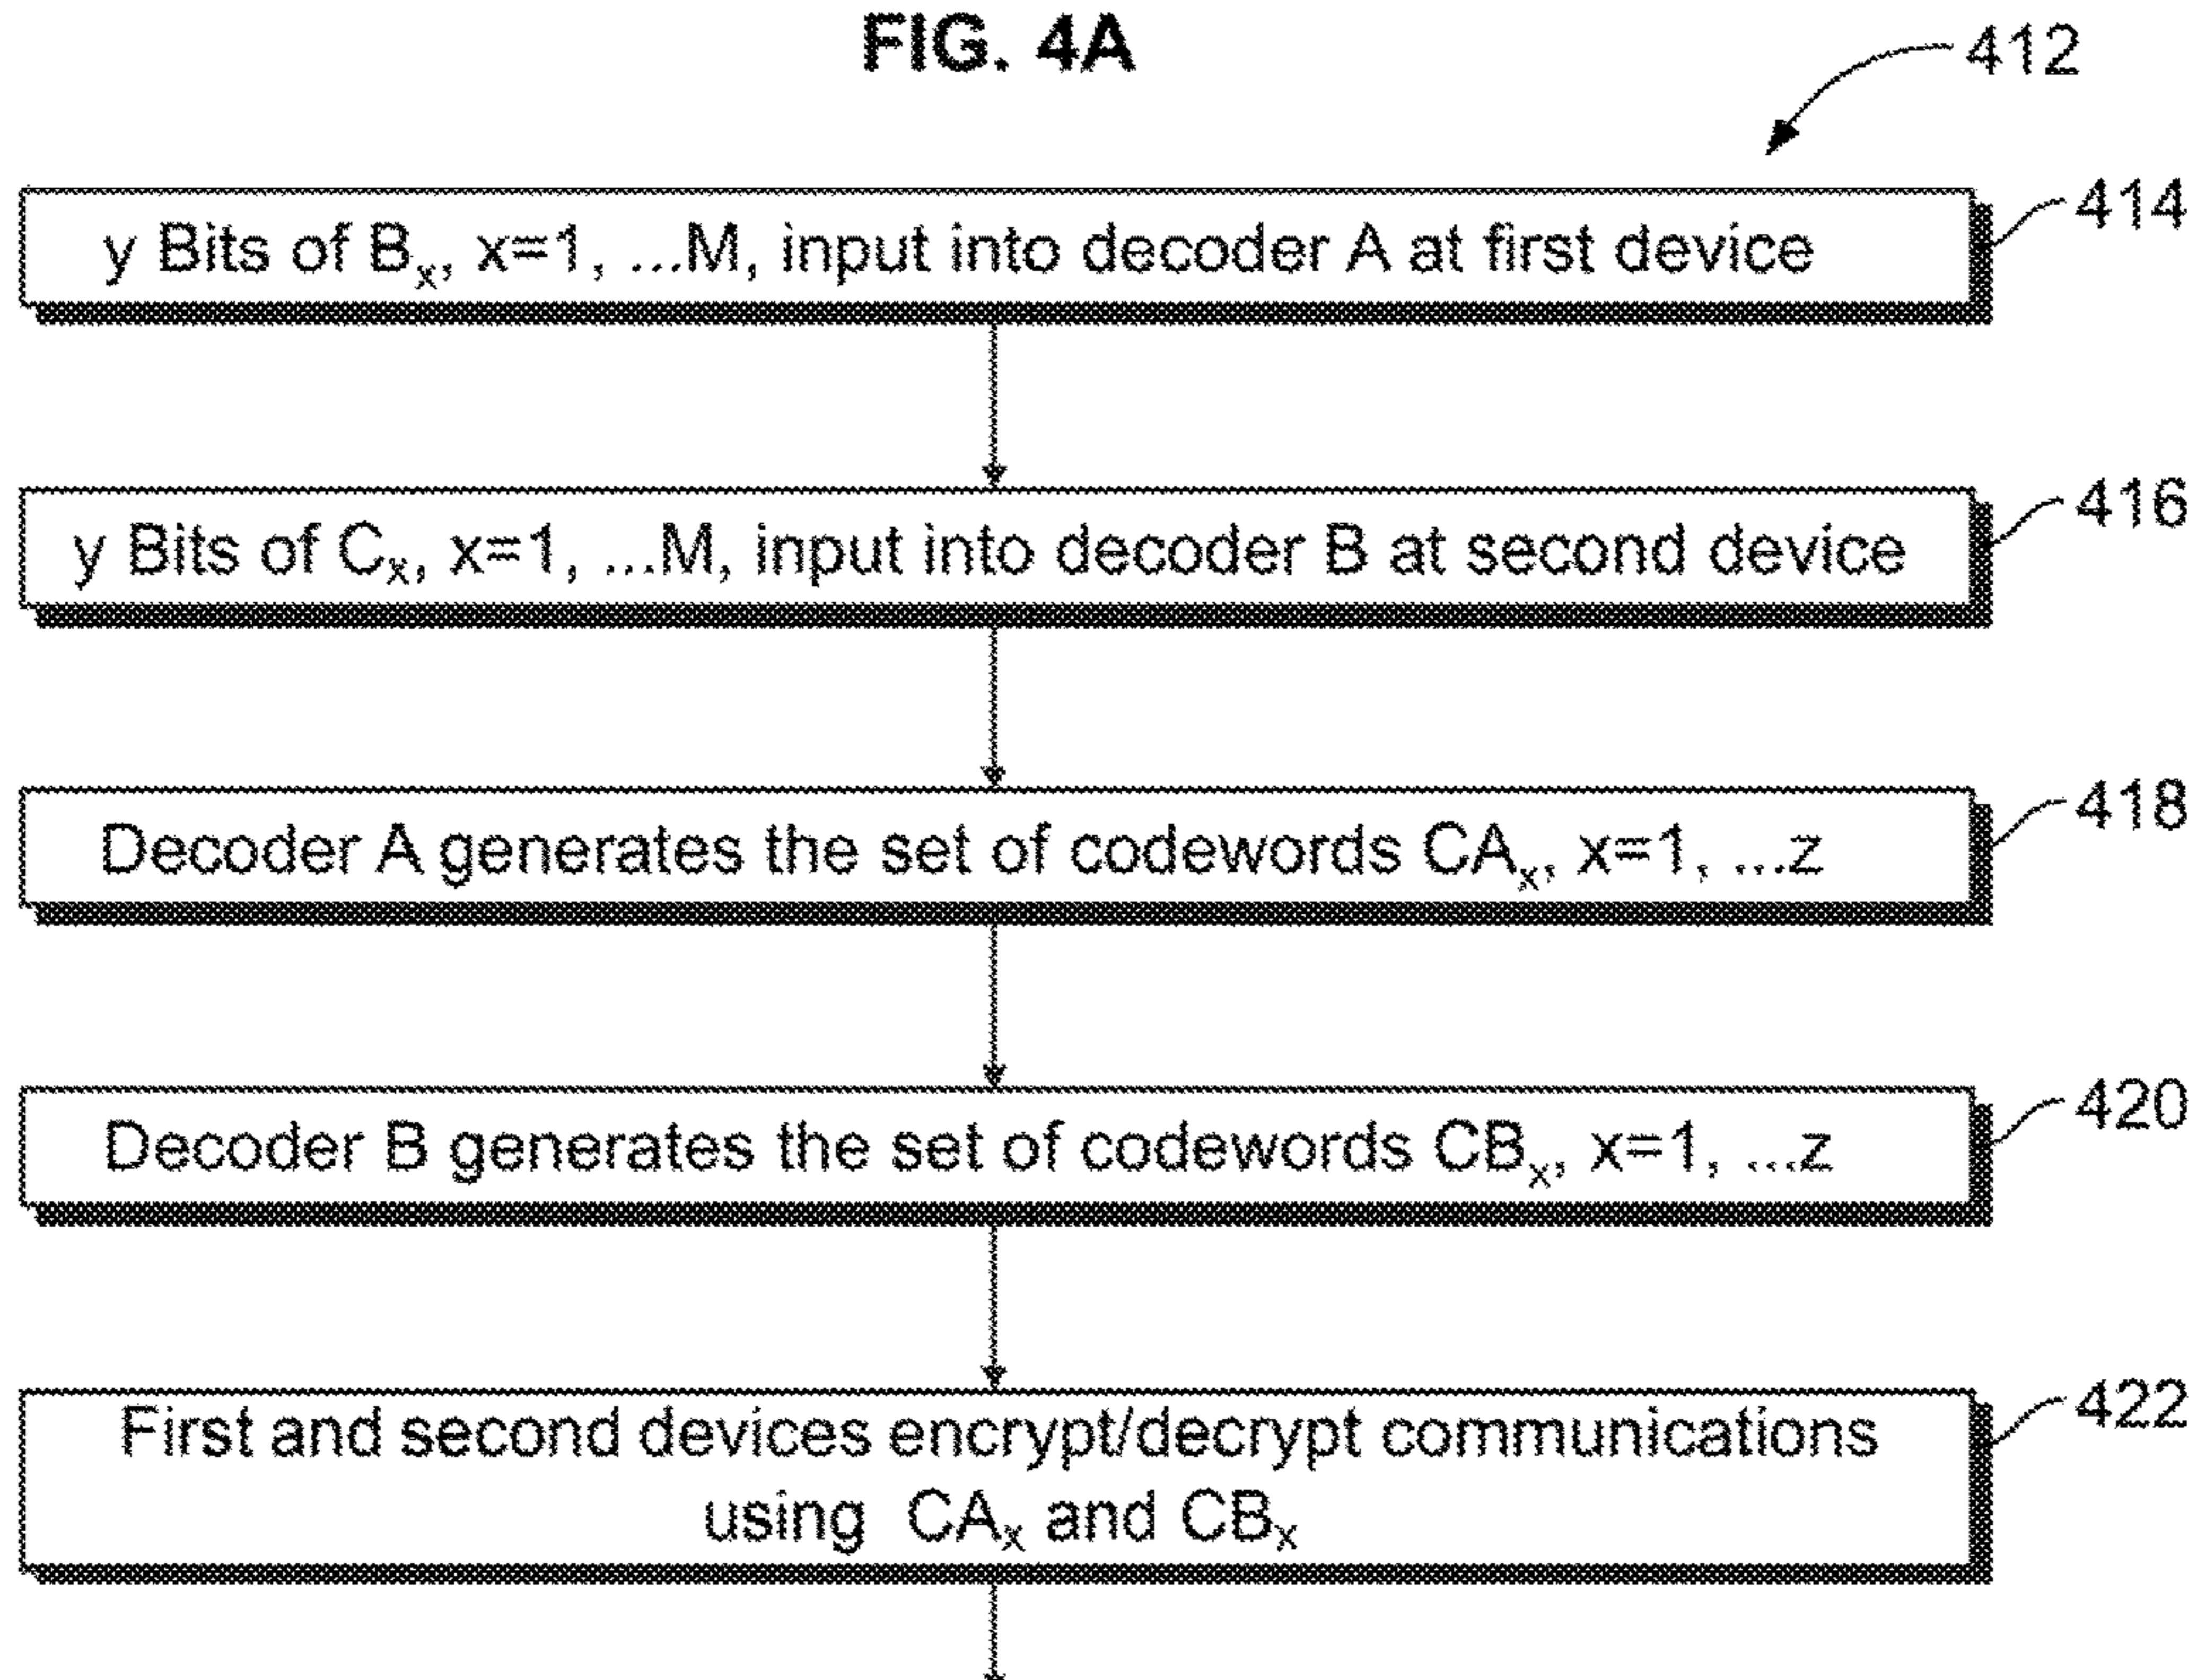 FIG. 4A
412
y Bits of Bₓ, x=1, ...M, input into decoder A at first device
414
y Bits of Cₓ, x=1, ...M, input into decoder B at second device
416
Decoder A generates the set of codewords CAₓ, x=1, ...z
418
Decoder B generates the set of codewords CBₓ, x=1, ...z
420
First and second devices encrypt/decrypt communications
using CAₓ and CBₓ
422